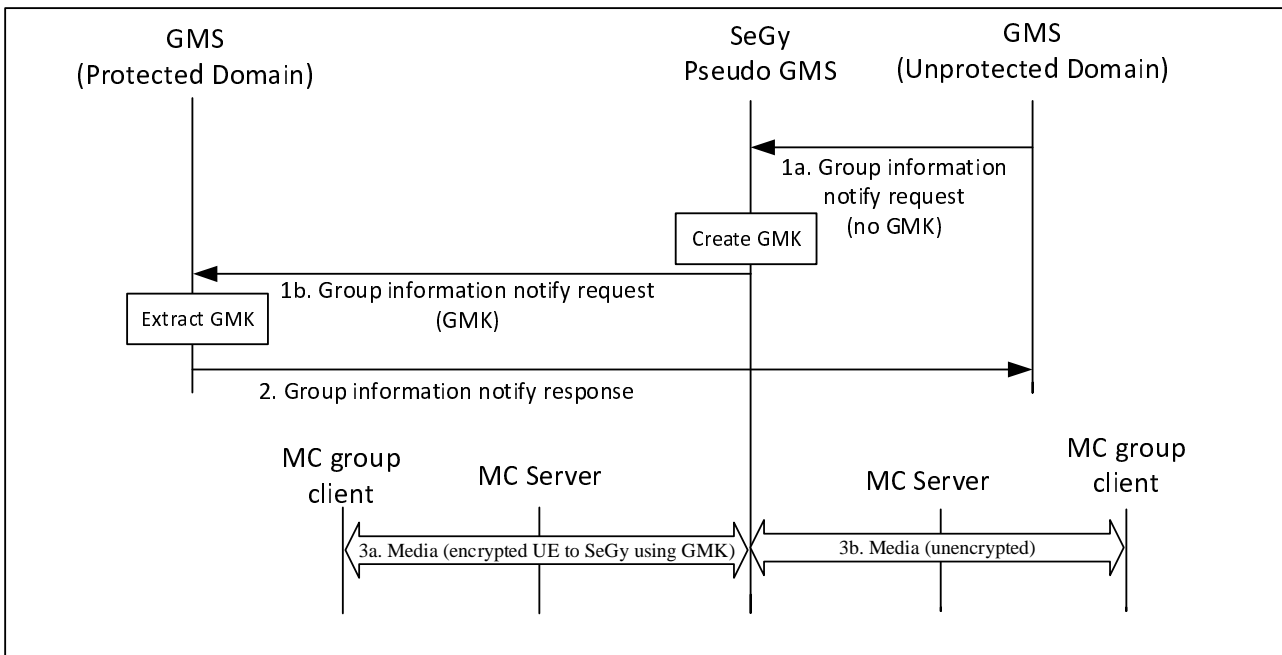 GMS
(Protected Domain)
SeGy
Pseudo GMS
GMS
(Unprotected Domain)
1a. Group information
notify request
(no GMK)
Create GMK
1b. Group information notify request
(GMK)
Extract GMK
2. Group information notify response
MC group
client
MC Server
MC Server
MC group
client
3a. Media (encrypted UE to SeGy using GMK)
3b. Media (unencrypted)